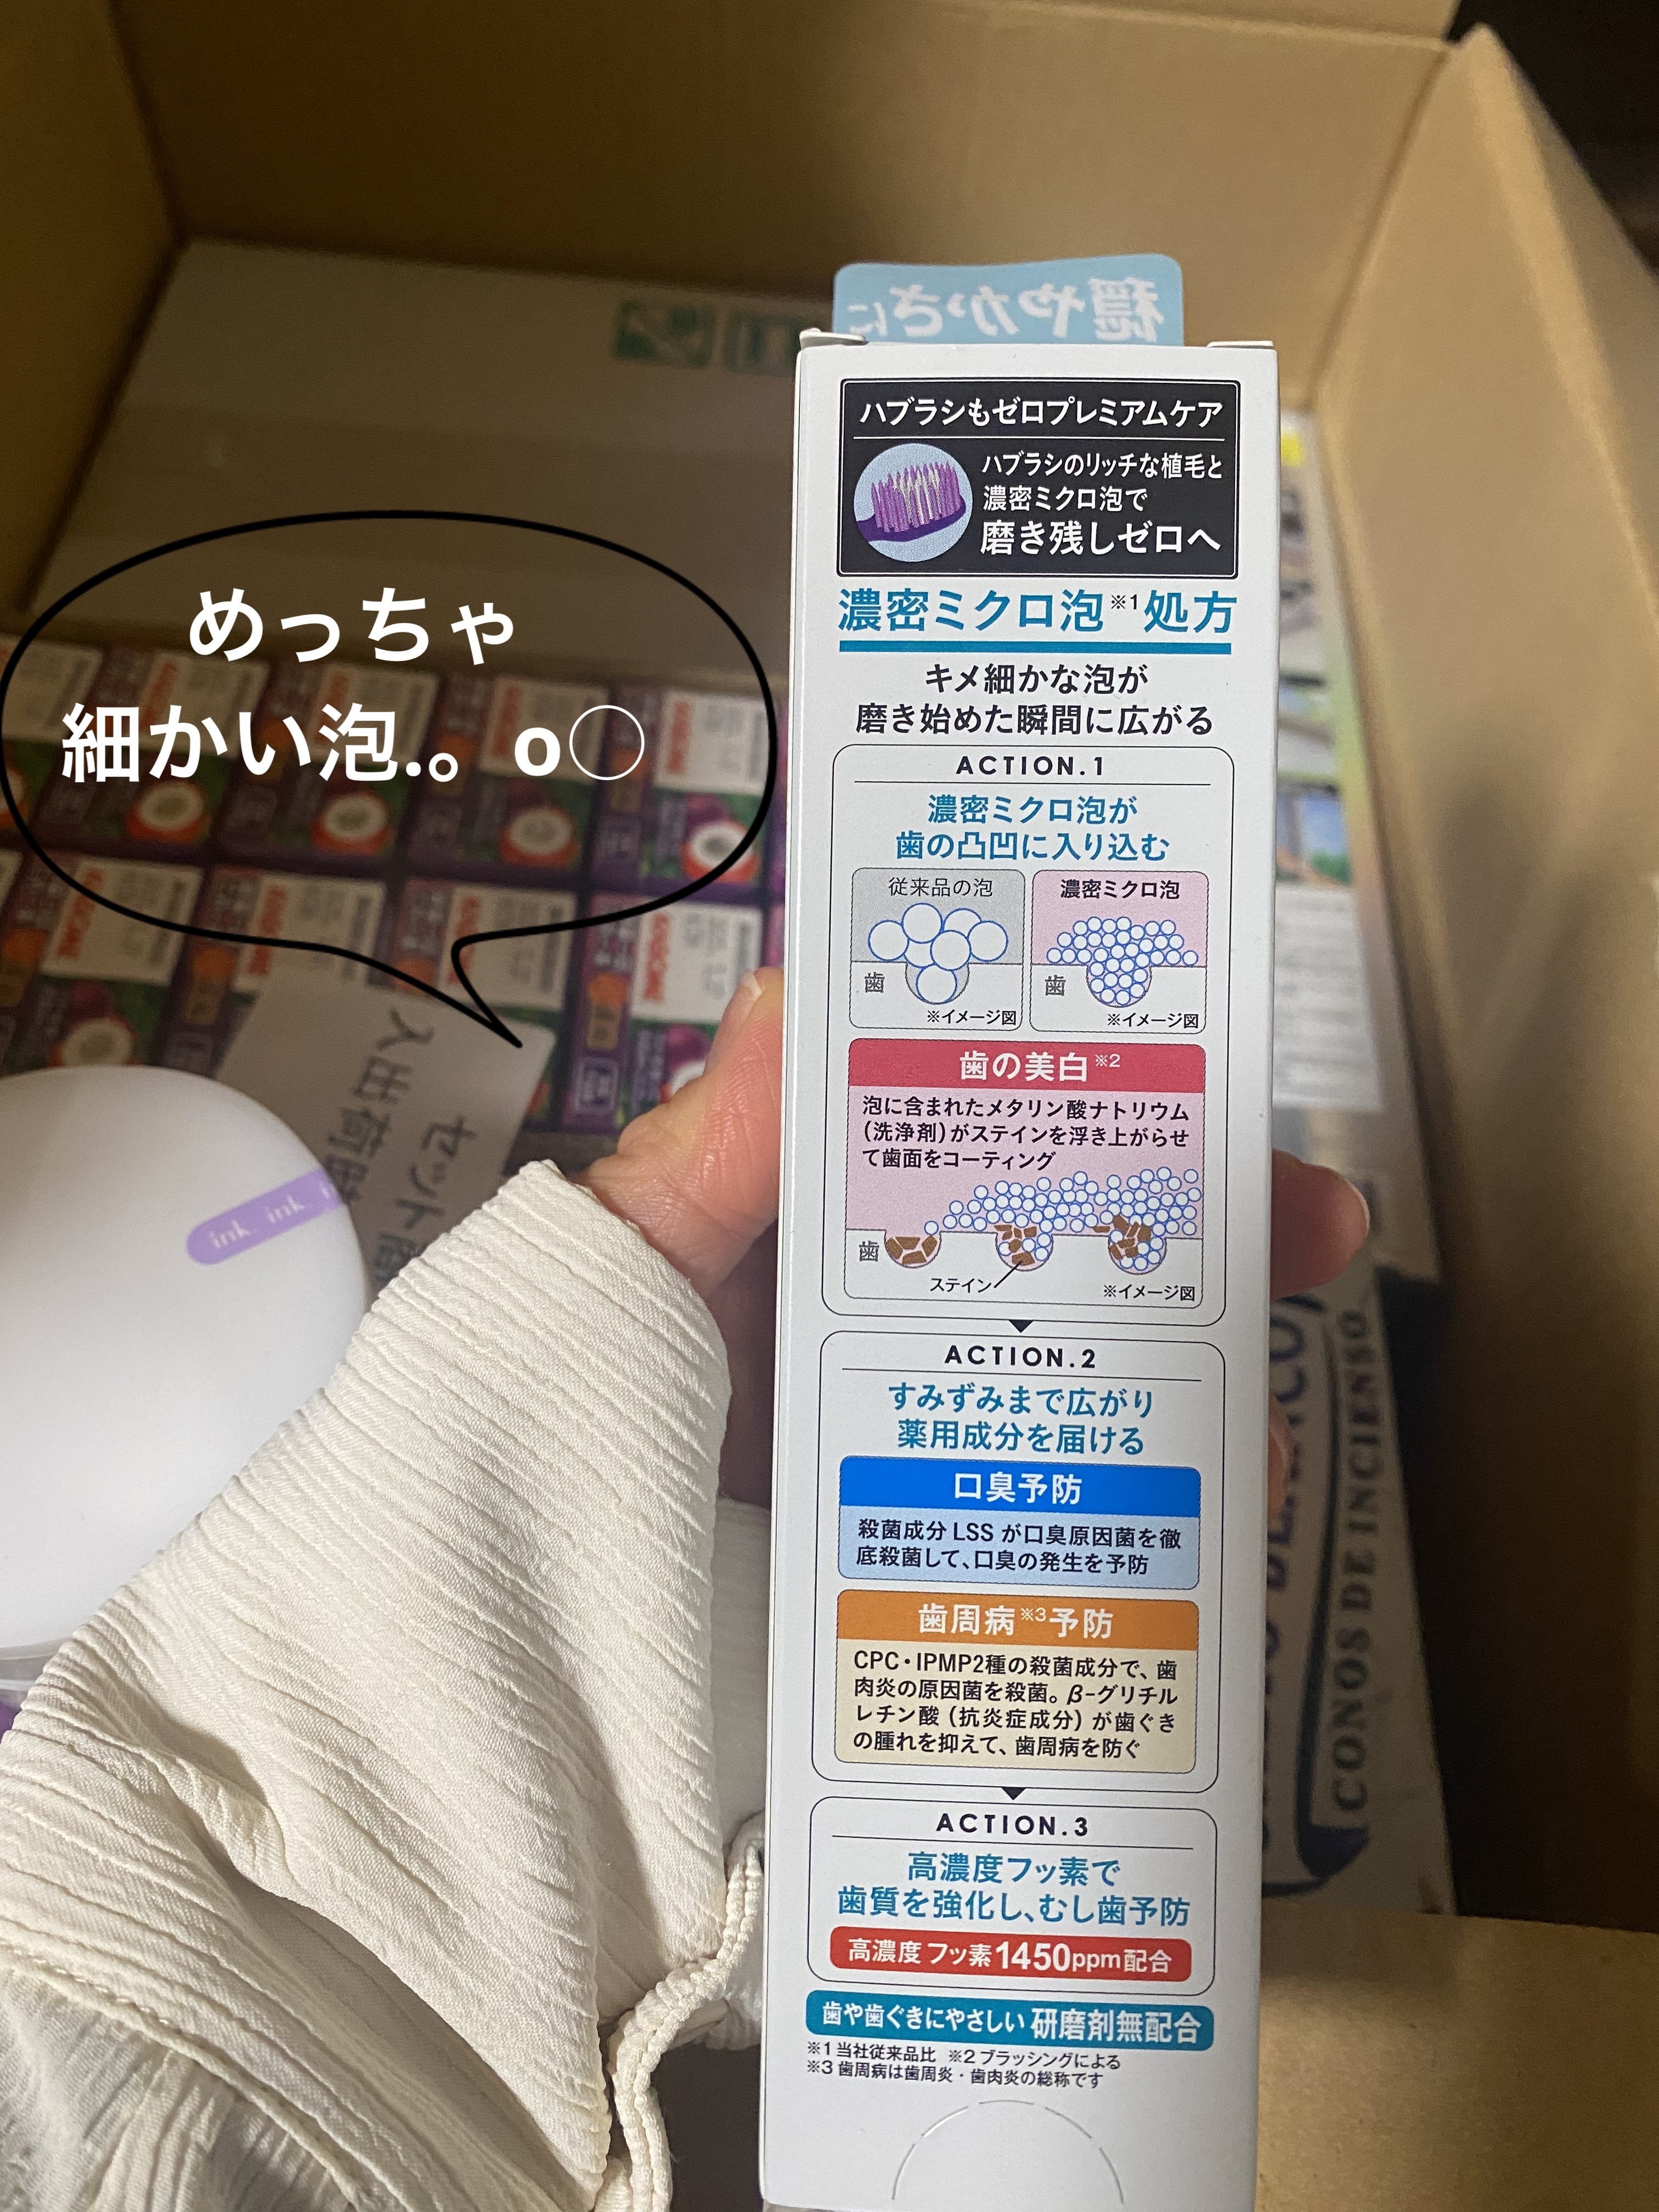 穏やかさに
ハブラシもゼロプレミアムケア
ハブラシのリッチな植毛と
濃密ミクロ泡で
磨き残しゼロへ
濃密ミクロ泡※1処方
キメ細かな泡が
磨き始めた瞬間に広がる
ACTION.1
濃密ミクロ泡が
歯の凸凹に入り込む
従来品の泡
歯
※イメージ図
濃密ミクロ泡
歯
※イメージ図
歯の美白※2
泡に含まれたメタリン酸ナトリウム
(洗浄剤)がステインを浮き上がらせ
て歯面をコーティング
歯
ステイン
※イメージ図
ACTION.2
すみずみまで広がり
薬用成分を届ける
口臭予防
殺菌成分 LSS が口臭原因菌を徹
底殺菌して、口臭の発生を予防
歯周病※3予防
CPC・IPMP2種の殺菌成分で、歯
肉炎の原因菌を殺菌。β-グリチル
レチン酸（抗炎症成分）が歯ぐき
の腫れを抑えて、歯周病を防ぐ
ACTION.3
高濃度フッ素で
歯質を強化し、むし歯予防
高濃度フッ素1450ppm配合
歯や歯ぐきにやさしい 研磨剤無配合
※1 当社従来品比 ※2 ブラッシングによる
※3 歯周病は歯周炎・歯肉炎の総称です
めっちゃ
細かい泡.。o○
ink. ink.
入出荷
セット
CONOS DE INCIENSO